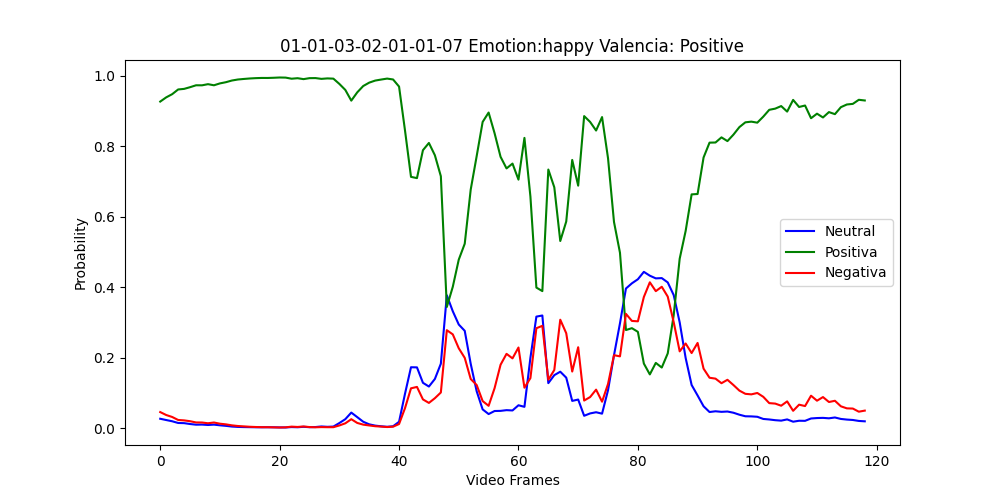 01-01-03-02-01-01-07 Emotion:happy Valencia: Positive
1.0
0.8
0.6
0.4
0.2
0.0
Probability
Neutral
Positiva
Negativa
0 20 40 60 80 100 120
Video Frames